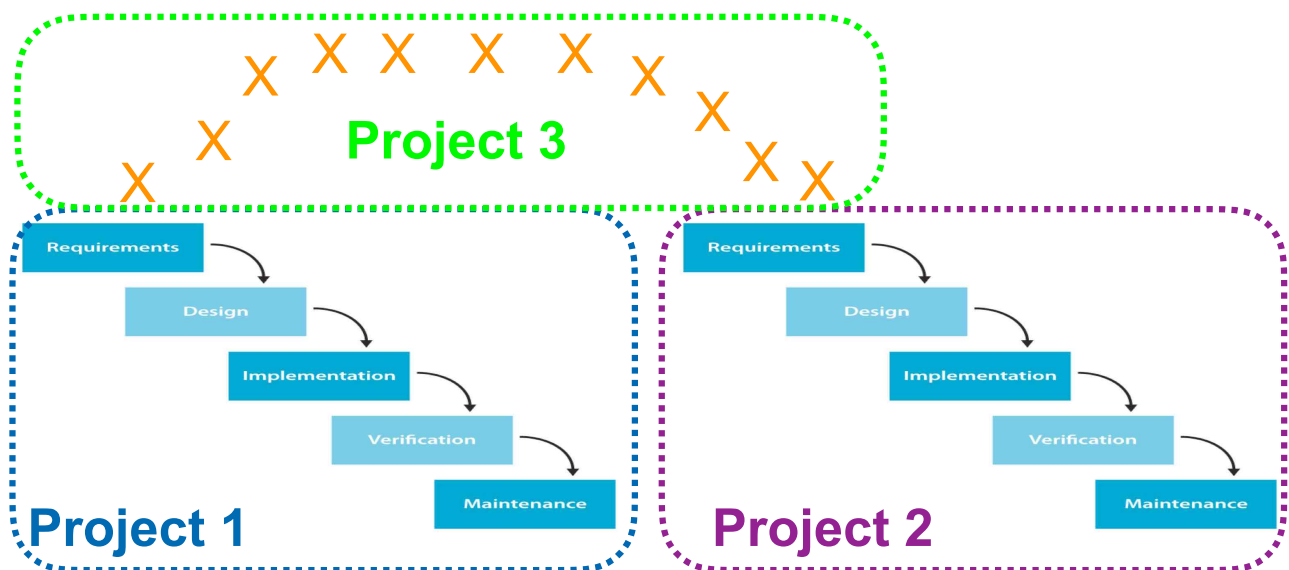 X X X X X X X X X X X
Project 3
Requirements
Design
Implementation
Verification
Maintenance
Project 1
Requirements
Design
Implementation
Verification
Maintenance
Project 2